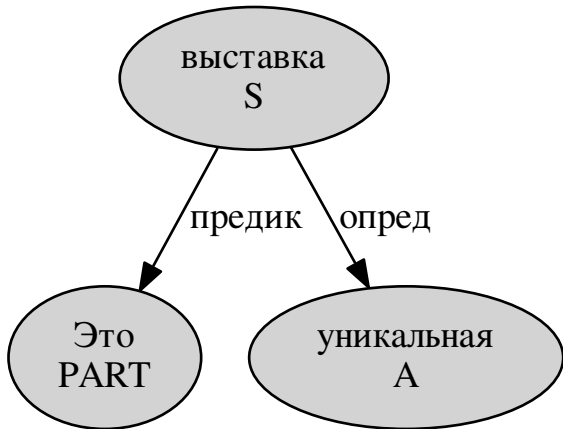 выставка
S
предик опред
Это
PART
уникальная
A